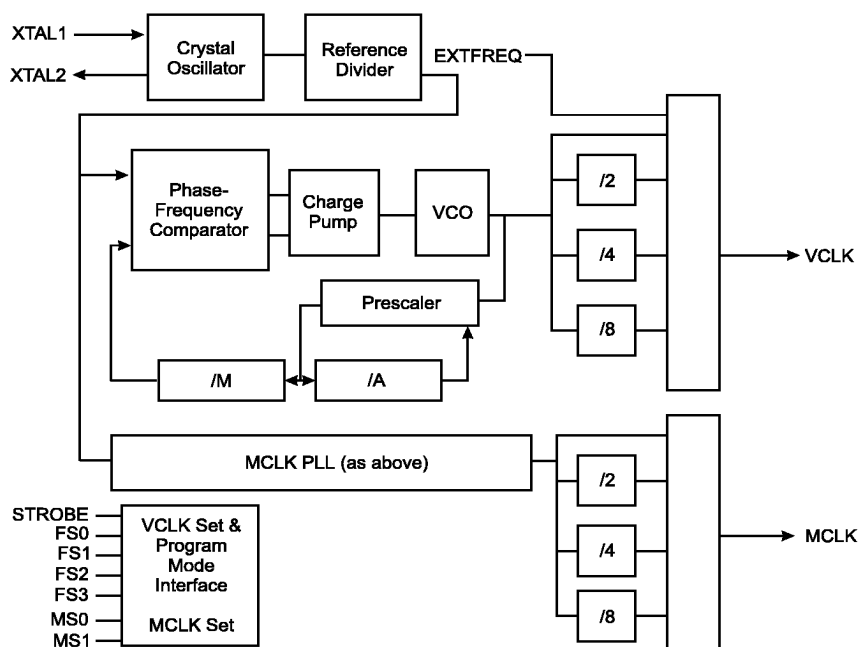 XTAL1
XTAL2
Crystal
Oscillator
Reference
Divider
EXTFREQ
Phase-
Frequency
Comparator
Charge
Pump
VCO
/2
/4
/8
VCLK
Prescaler
/M
/A
MCLK PLL (as above)
/2
/4
/8
MCLK
STROBE
FS0
FS1
FS2
FS3
MS0
MS1
VCLK Set &
Program
Mode
Interface
MCLK Set